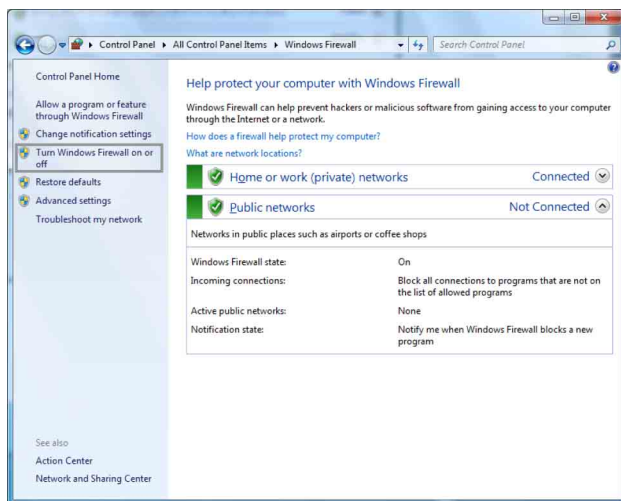 Control Panel ▸ All Control Panel Items ▸ Windows Firewall
Search Control Panel
Control Panel Home
Allow a program or feature
through Windows Firewall
Change notification settings
Turn Windows Firewall on or
off
Restore defaults
Advanced settings
Troubleshoot my network
See also
Action Center
Network and Sharing Center
Help protect your computer with Windows Firewall
Windows Firewall can help prevent hackers or malicious software from gaining access to your computer
through the Internet or a network.
How does a firewall help protect my computer?
What are network locations?
Home or work (private) networks Connected
Public networks Not Connected
Networks in public places such as airports or coffee shops
Windows Firewall state: On
Incoming connections: Block all connections to programs that are not on
the list of allowed programs
Active public networks: None
Notification state: Notify me when Windows Firewall blocks a new
program